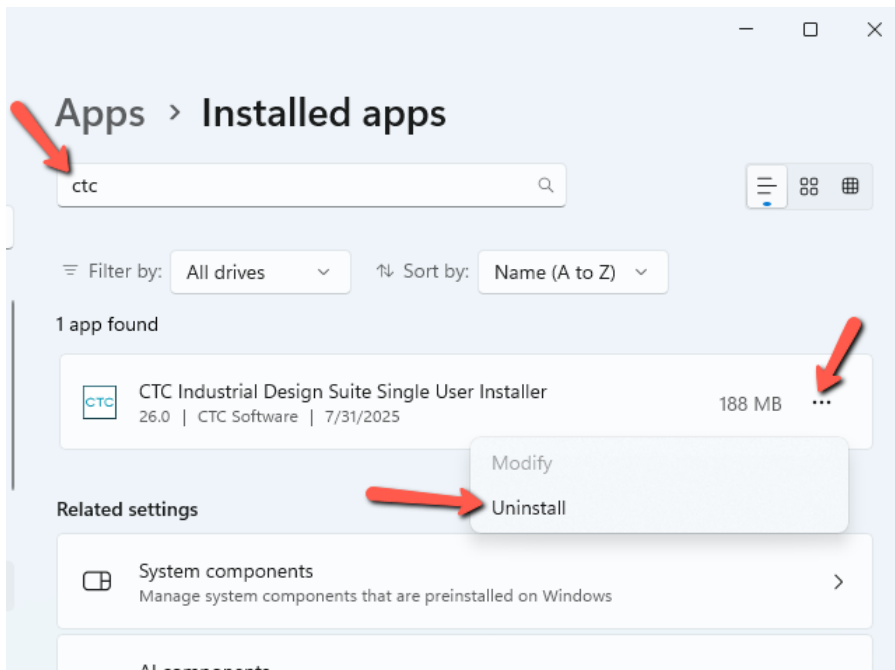 Apps > Installed apps
ctc
Filter by: All drives Sort by: Name (A to Z)
1 app found
CTC
CTC Industrial Design Suite Single User Installer
26.0 | CTC Software | 7/31/2025
188 MB
Modify
Uninstall
Related settings
System components
Manage system components that are preinstalled on Windows
AI components